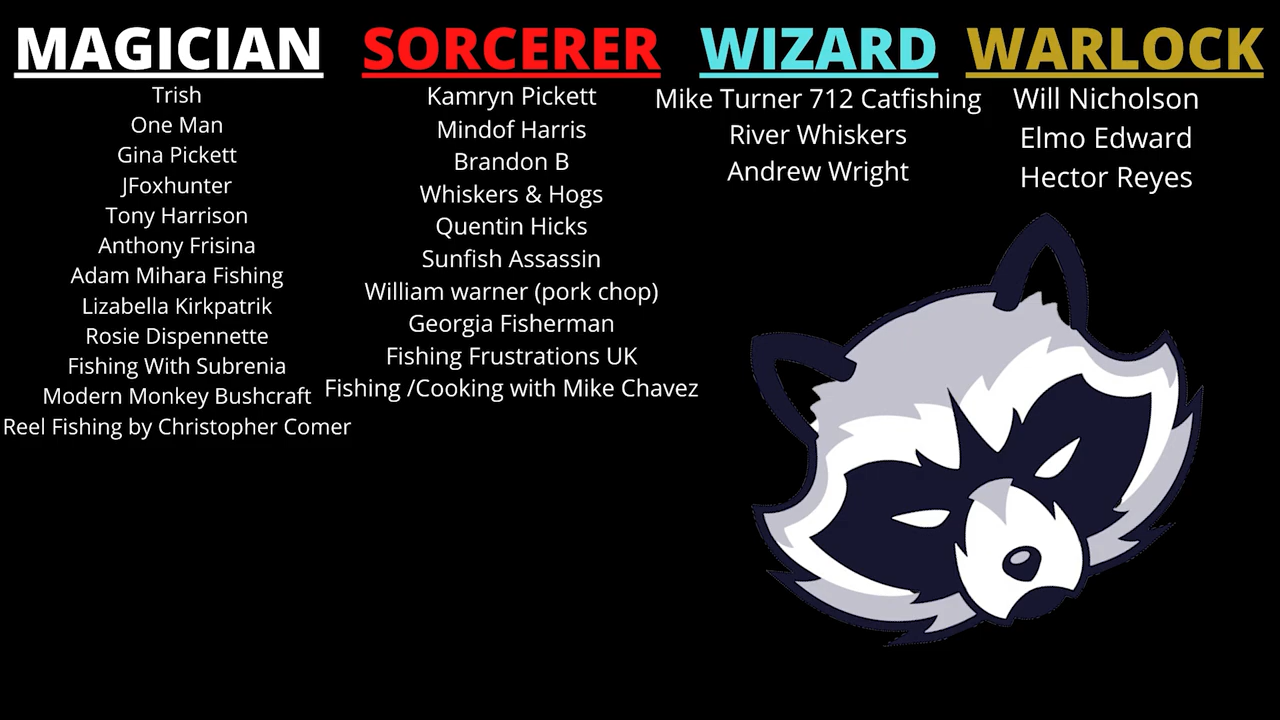 MAGICIAN
Trish
One Man
Gina Pickett
JFoxhunter
Tony Harrison
Anthony Frisina
Adam Mihara Fishing
Lizabella Kirkpatrik
Rosie Dispennette
Fishing With Subrenia
Modern Monkey Bushcraft
Reel Fishing by Christopher Comer
SORCERER
Kamryn Pickett
Mindof Harris
Brandon B
Whiskers & Hogs
Quentin Hicks
Sunfish Assassin
William warner (pork chop)
Georgia Fisherman
Fishing Frustrations UK
Fishing /Cooking with Mike Chavez
WIZARD
Mike Turner 712 Catfishing
River Whiskers
Andrew Wright
WARLOCK
Will Nicholson
Elmo Edward
Hector Reyes